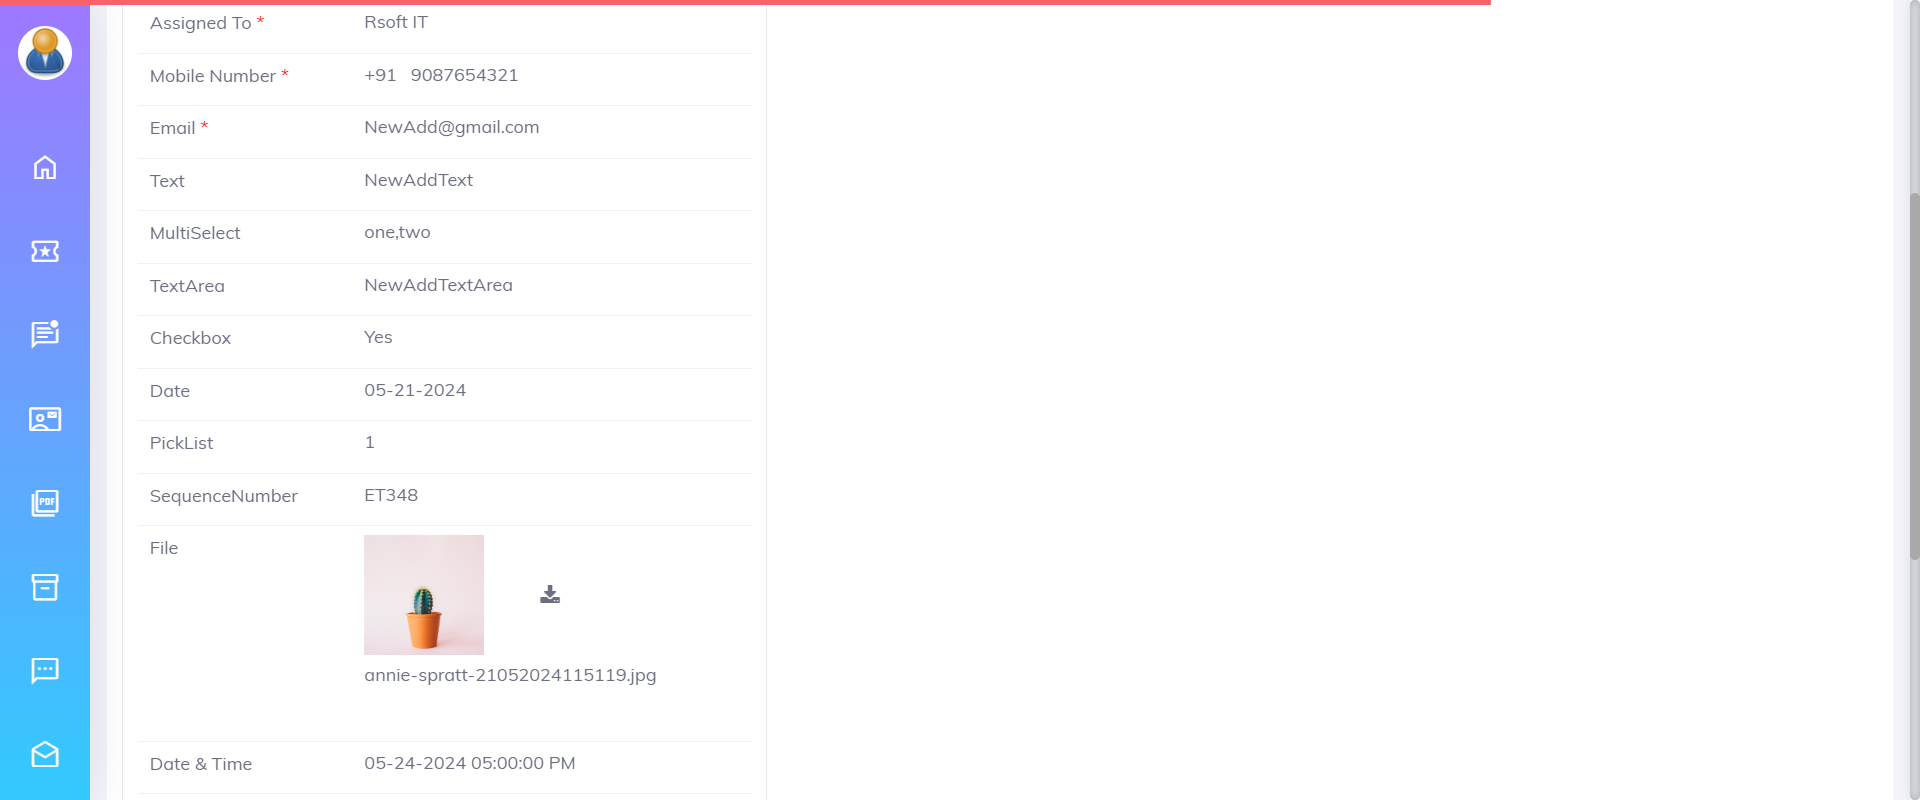 Assigned To * Rsoft IT
Mobile Number * +91 9087654321
Email * NewAdd@gmail.com
Text NewAddText
MultiSelect one,two
TextArea NewAddTextArea
Checkbox Yes
Date 05-21-2024
PickList 1
SequenceNumber ET348
File
annie-spratt-21052024115119.jpg
Date & Time 05-24-2024 05:00:00 PM
PDF